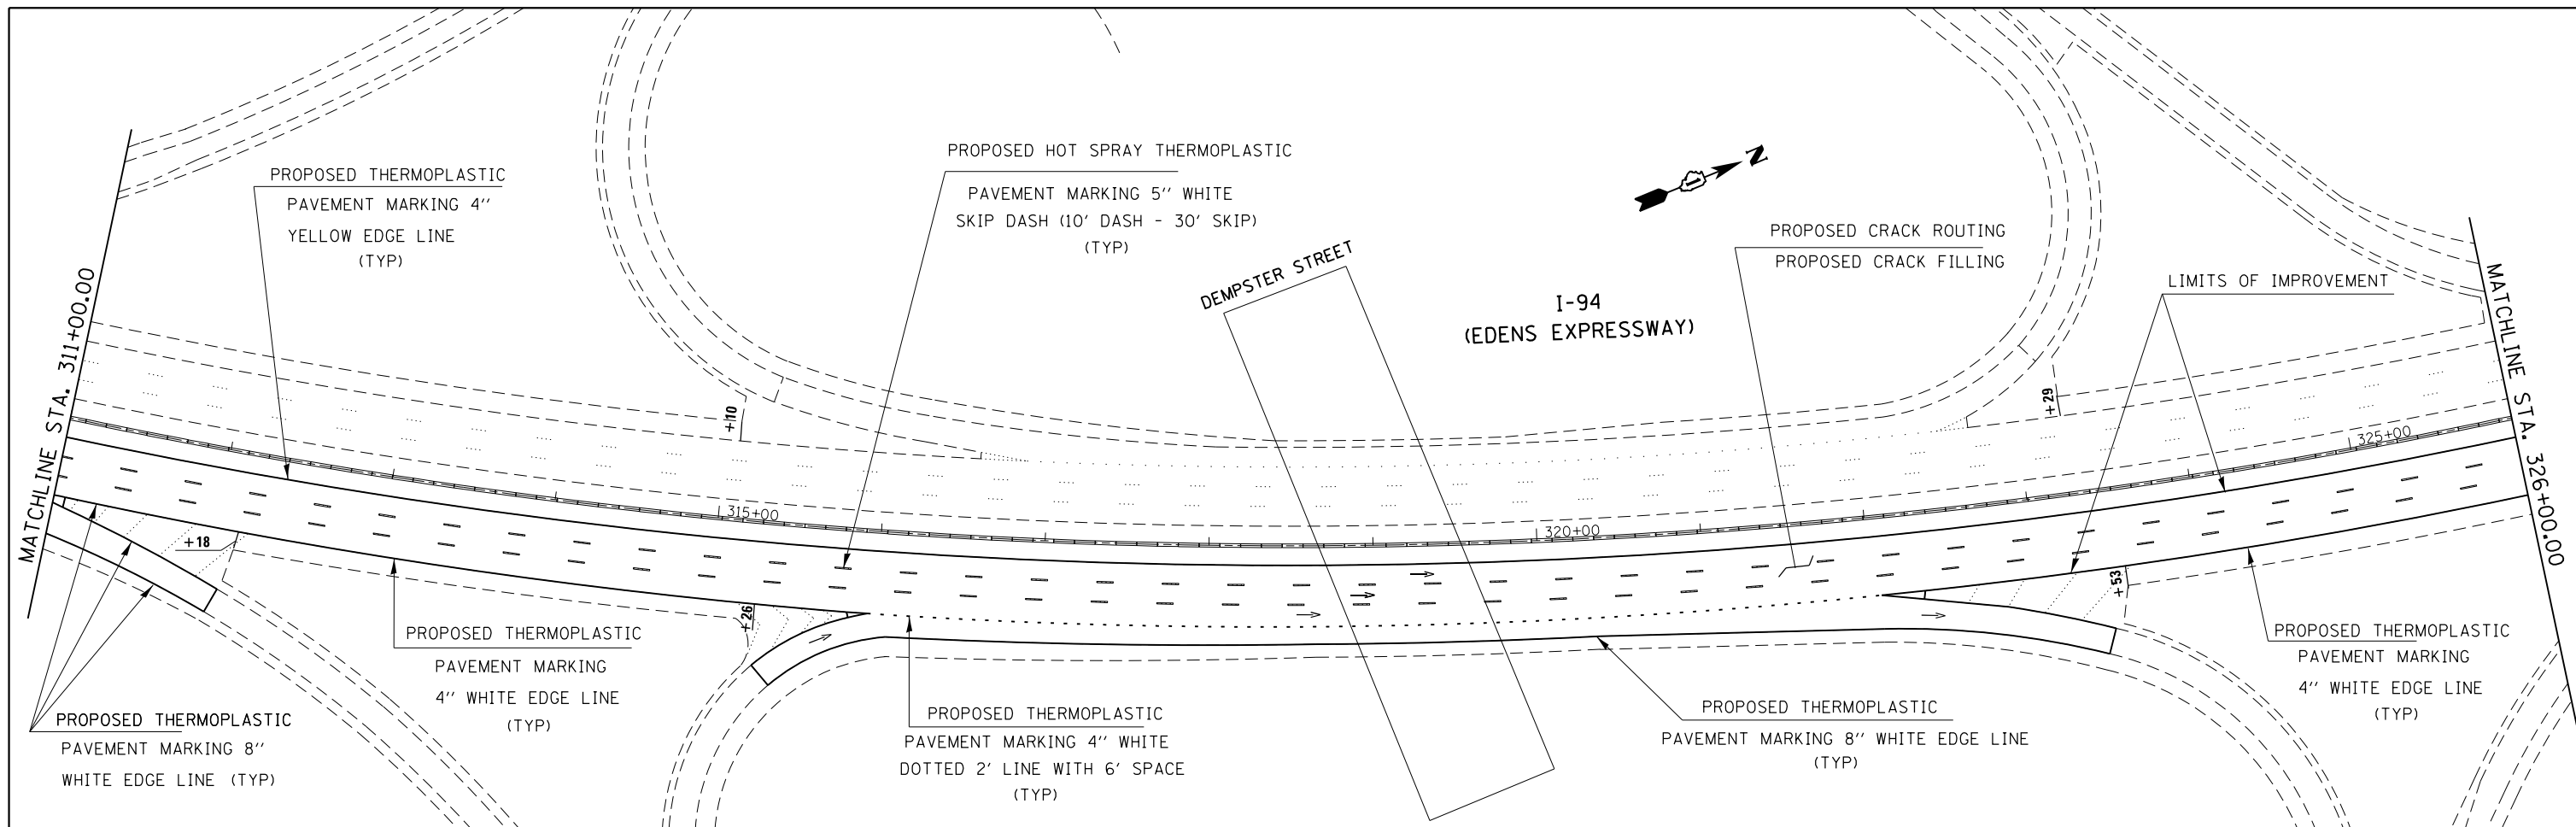 PROPOSED THERMOPLASTIC
PAVEMENT MARKING 4''
YELLOW EDGE LINE
(TYP)
PROPOSED HOT SPRAY THERMOPLASTIC
PAVEMENT MARKING 5'' WHITE
SKIP DASH (10' DASH - 30' SKIP)
(TYP)
N
DEMPSTER STREET
I-94
(EDENS EXPRESSWAY)
PROPOSED CRACK ROUTING
PROPOSED CRACK FILLING
LIMITS OF IMPROVEMENT
MATCHLINE STA. 311+00.00
MATCHLINE STA. 326+00.00
+10
+29
325+00
315+00
320+00
+18
+26
+53
PROPOSED THERMOPLASTIC
PAVEMENT MARKING 8''
WHITE EDGE LINE (TYP)
PROPOSED THERMOPLASTIC
PAVEMENT MARKING
4'' WHITE EDGE LINE
(TYP)
PROPOSED THERMOPLASTIC
PAVEMENT MARKING 4'' WHITE
DOTTED 2' LINE WITH 6' SPACE
(TYP)
PROPOSED THERMOPLASTIC
PAVEMENT MARKING 8'' WHITE EDGE LINE
(TYP)
PROPOSED THERMOPLASTIC
PAVEMENT MARKING
4'' WHITE EDGE LINE
(TYP)